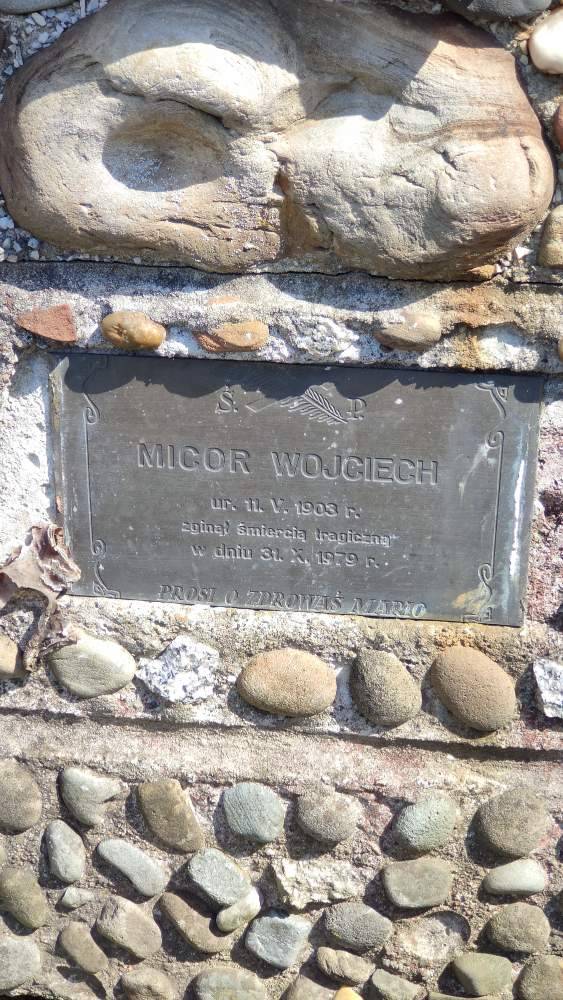 Ś. P.
MICOR WOJCIECH
ur. 11. V. 1903 r.
zginął śmiercią tragiczną
w dniu 31. X. 1979 r.
PROSI O ZDROWAŚ MARIO